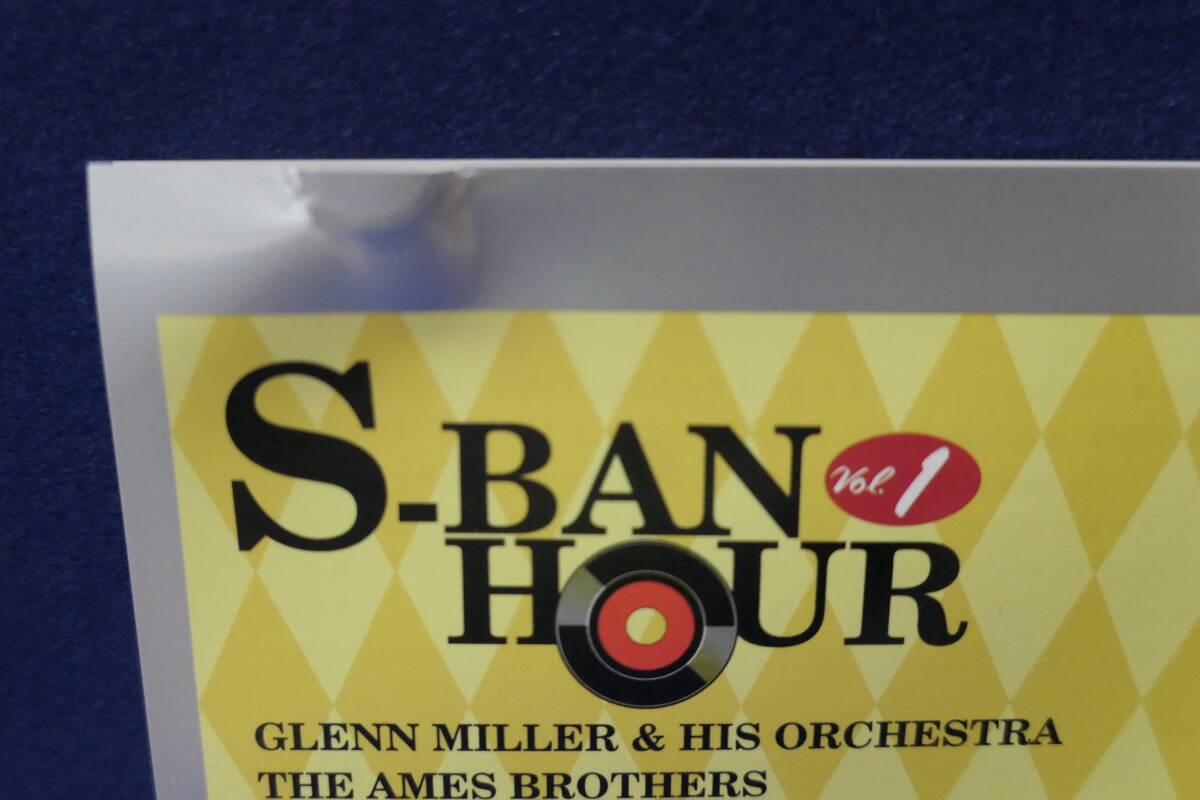 S-BAN Vol. 1
HOUR
GLENN MILLER & HIS ORCHESTRA
THE AMES BROTHERS